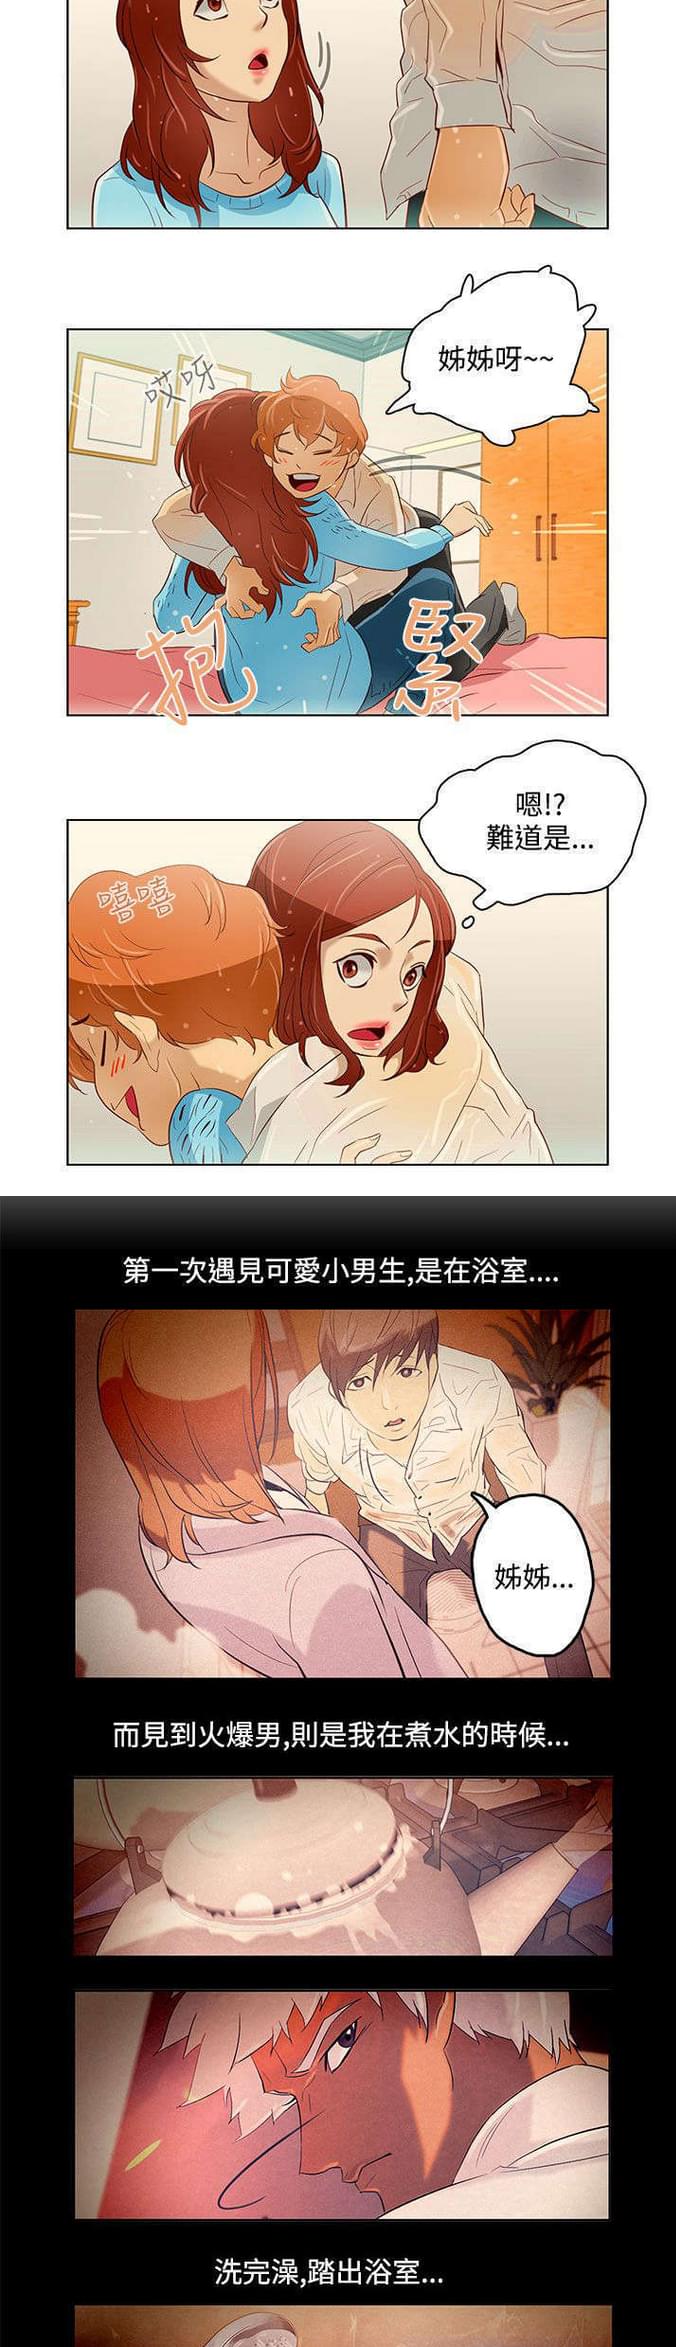 姊姊呀~~
哎呀
抱緊
嗯!?
難道是...
嘻嘻
第一次遇見可愛小男生,是在浴室....
姊姊...
而見到火爆男,則是我在煮水的時候...
洗完澡,踏出浴室...